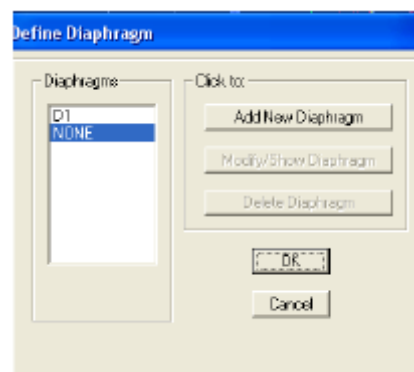 Define Diaphragm
Diaphragms
D1
NONE
Click to:
Add New Diaphragm
Modify/Show Diaphragm
Delete Diaphragm
OK
Cancel